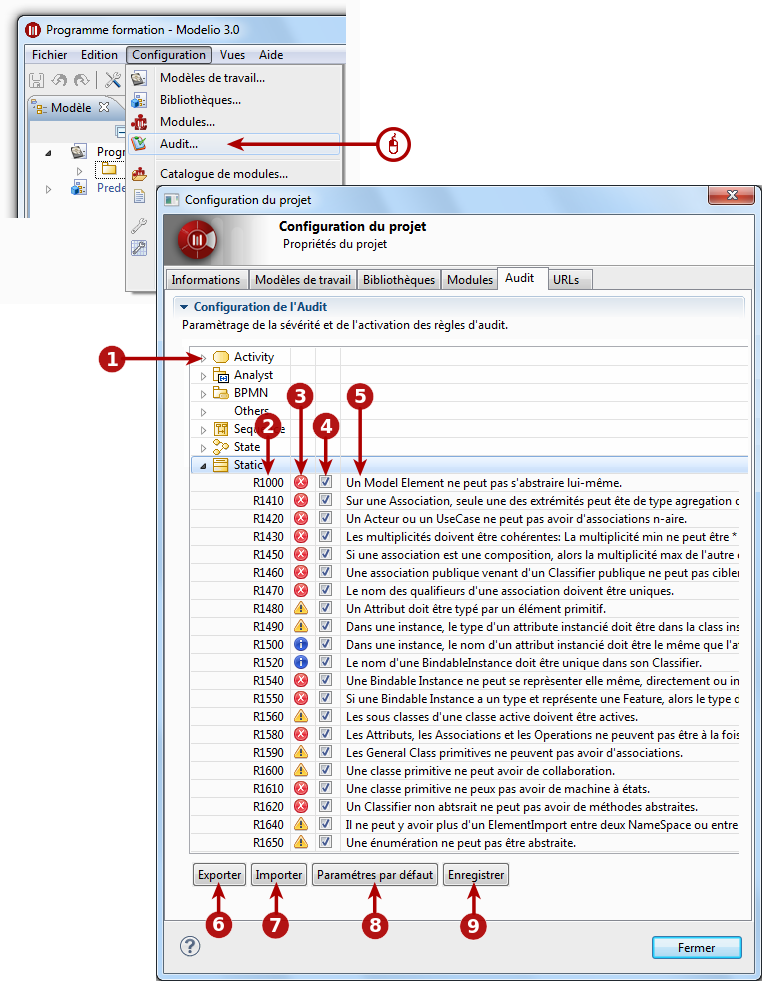 Programme formation - Modelio 3.0
Fichier Edition Configuration Vues Aide
Modèles de travail...
Bibliothèques...
Modèle
Modules...
Audit...
Progr
Catalogue de modules...
Prede
Configuration du projet
Configuration du projet
Propriétés du projet
Informations Modèles de travail Bibliothèques Modules Audit URLs
Configuration de l'Audit
Paramètrage de la sévérité et de l'activation des règles d'audit.
1 Activity
Analyst
BPMN 3 5
Others
2 4
State
Static
R1000 Un Model Element ne peut pas s'abstraire lui-même.
R1410 Sur une Association, seule une des extrémités peut ête de type agregation
R1420 Un Acteur ou un UseCase ne peut pas avoir d'associations n-aire.
R1430 Les multiplicités doivent être cohérentes: La multiplicité min ne peut être *
R1450 Si une association est une composition, alors la multiplicité max de l'autre
R1460 Une association publique venant d'un Classifier publique ne peut pas cibler
R1470 Le nom des qualifieurs d'une association doivent être uniques.
R1480 Un Attribut doit être typé par un élément primitif.
R1490 Dans une instance, le type d'un attribute instancié doit être dans la class ins
R1500 Dans une instance, le nom d'un attribut instancié doit être le même que l'a
R1520 Le nom d'une BindableInstance doit être unique dans son Classifier.
R1540 Une Bindable Instance ne peut se reprèsenter elle même, directement ou in
R1550 Si une Bindable Instance a un type et représente une Feature, alors le type d
R1560 Les sous classes d'une classe active doivent être actives.
R1580 Les Attributs, les Associations et les Operations ne peuvent pas être à la fois
R1590 Les General Class primitives ne peuvent pas avoir d'associations.
R1600 Une classe primitive ne peut avoir de collaboration.
R1610 Une classe primitive ne peux pas avoir de machine à états.
R1620 Un Classifier non abtsrait ne peut pas avoir de méthodes abstraites.
R1640 Il ne peut y avoir plus d'un ElementImport entre deux NameSpace ou entre
R1650 Une énumération ne peut pas être abstraite.
Exporter Importer Paramétres par défaut Enregistrer
6 7 8 9
? Fermer